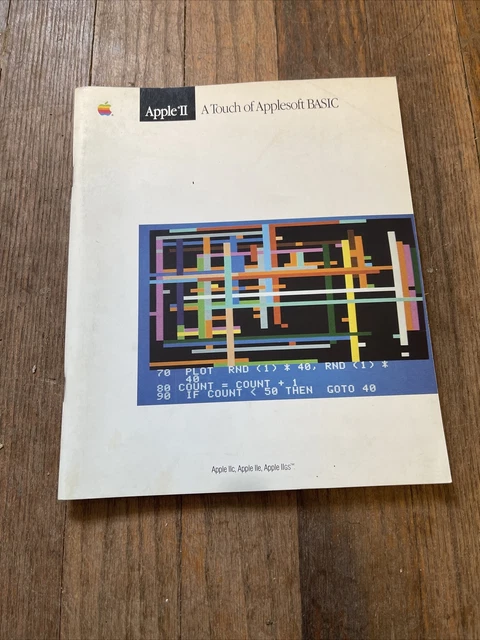 Apple II
A Touch of Applesoft BASIC
70 PLOT RND (1) * 40, RND (1) *
40
80 COUNT = COUNT + 1
90 IF COUNT < 50 THEN GOTO 40
Apple IIc, Apple IIe, Apple IIGS™